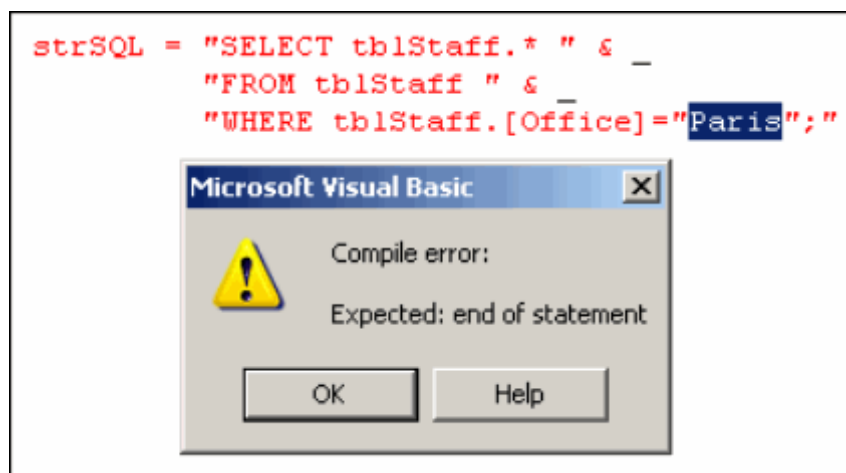 strSQL = "SELECT tblStaff.* " & _
"FROM tblStaff " & _
"WHERE tblStaff.[Office]="Paris";"
Microsoft Visual Basic
Compile error:
Expected: end of statement
OK Help